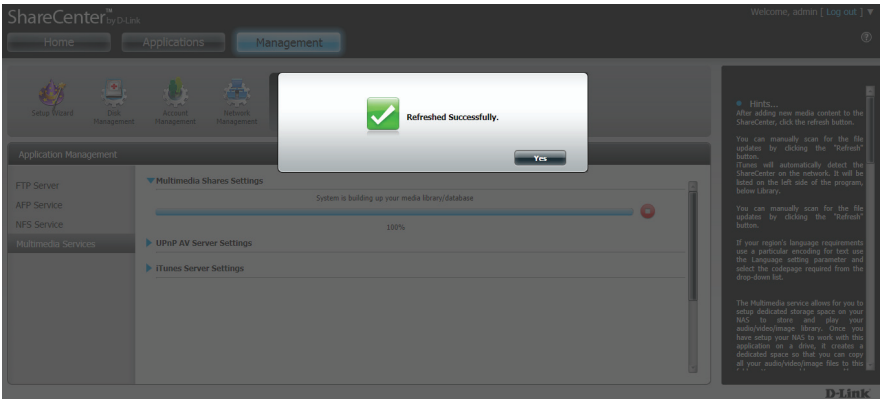 ShareCenter™ by D-Link
Welcome, admin [ Log out ] ▼
Home
Applications
Management
Setup Wizard
Disk
Management
Account
Management
Network
Management
Refreshed Successfully.
Yes
Application Management
FTP Server
AFP Service
NFS Service
Multimedia Services
Multimedia Shares Settings
System is building up your media library/database
100%
UPnP AV Server Settings
iTunes Server Settings
Hints...
After adding new media content to the
ShareCenter, click the refresh button.
You can manually scan for the file
updates by clicking the "Refresh"
button.
iTunes will automatically detect the
ShareCenter on the network. It will be
listed on the left side of the program,
below Library.
You can manually scan for the file
updates by clicking the "Refresh"
button.
If your region's language requirements
use a particular encoding for text use
the Language setting parameter and
select the codepage required from the
drop-down list.
The Multimedia service allows for you to
setup dedicated storage space on your
NAS to store and play your
audio/video/image library. Once you
have setup your NAS to work with this
application on a drive, it creates a
dedicated space so that you can copy
all your audio/video/image files to this
D-Link